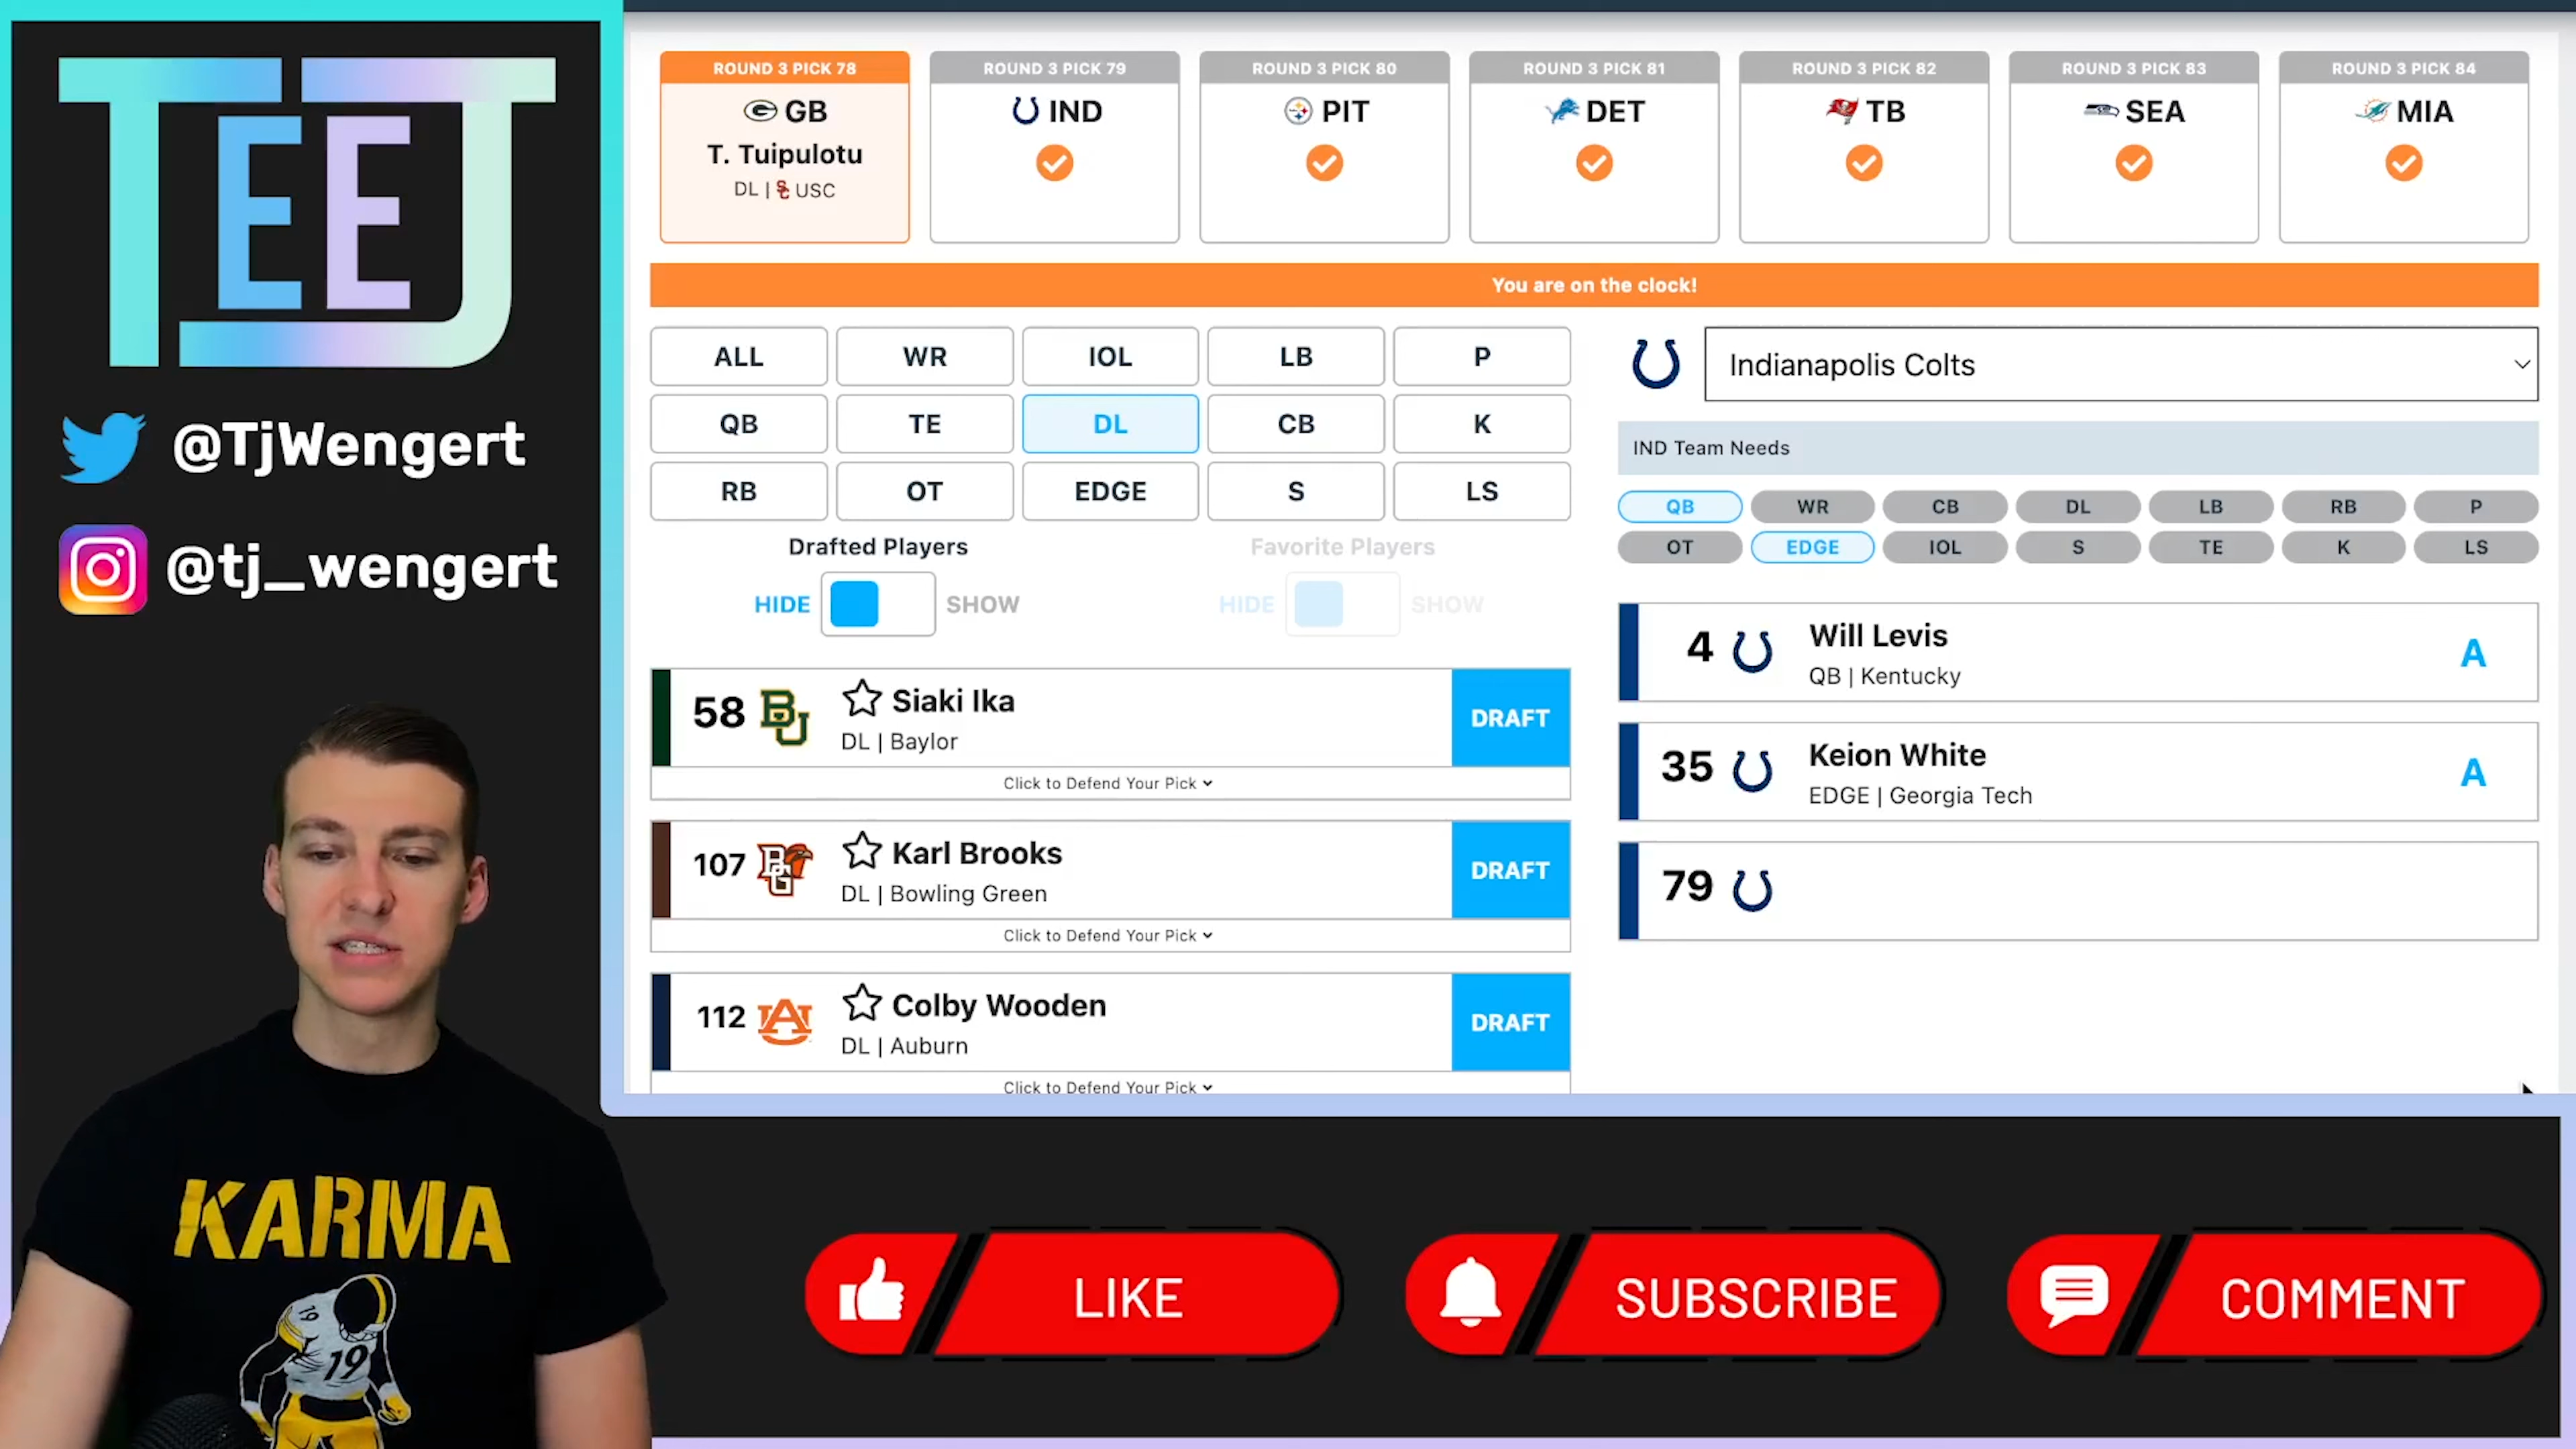 TEEJ
@TjWengert
@tj_wengert
KARMA
19
19
ROUND 3 PICK 78
GB
T. Tuipulotu
DL | SC USC
ROUND 3 PICK 79
IND
ROUND 3 PICK 80
PIT
ROUND 3 PICK 81
DET
ROUND 3 PICK 82
TB
ROUND 3 PICK 83
SEA
ROUND 3 PICK 84
MIA
You are on the clock!
ALL WR IOL LB P
QB TE DL CB K
RB OT EDGE S LS
Drafted Players
HIDE SHOW
Favorite Players
HIDE SHOW
58 BU Siaki Ika
DL | Baylor
DRAFT
Click to Defend Your Pick
107 BG Karl Brooks
DL | Bowling Green
DRAFT
Click to Defend Your Pick
112 AU Colby Wooden
DL | Auburn
DRAFT
Click to Defend Your Pick
Indianapolis Colts
IND Team Needs
QB WR CB DL LB RB P
OT EDGE IOL S TE K LS
4 Will Levis
QB | Kentucky
A
35 Keion White
EDGE | Georgia Tech
A
79
LIKE
SUBSCRIBE
COMMENT